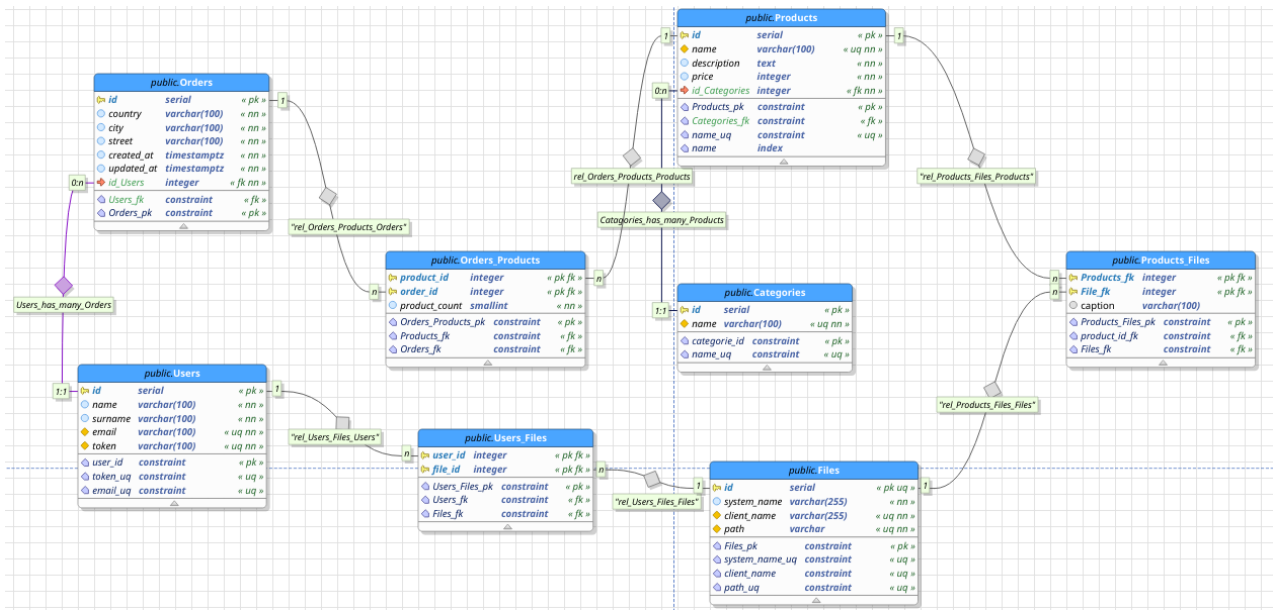 public.Products
id serial « pk »
name varchar(100) « uq nn »
description text « nn »
price integer « nn »
id_Categories integer « fk nn »
Products_pk constraint « pk »
Categories_fk constraint « fk »
name_uq constraint « uq »
name index
1
1
0:n
public.Orders
id serial « pk »
country varchar(100) « nn »
city varchar(100) « nn »
street varchar(100) « nn »
created_at timestamptz « nn »
updated_at timestamptz « nn »
id_Users integer « fk nn »
Users_fk constraint « fk »
Orders_pk constraint « pk »
1
0:n
rel_Orders_Products_Products
"rel_Products_Files_Products"
Catagories_has_many_Products
"rel_Orders_Products_Orders"
public.Orders_Products
product_id integer « pk fk »
order_id integer « pk fk »
product_count smallint « nn »
Orders_Products_pk constraint « pk »
Products_fk constraint « fk »
Orders_fk constraint « fk »
n
n
public.Products_Files
Products_fk integer « pk fk »
File_fk integer « pk fk »
caption varchar(100)
Products_Files_pk constraint « pk »
product_id_fk constraint « fk »
Files_fk constraint « fk »
n
n
public.Categories
id serial « pk »
name varchar(100) « uq nn »
categorie_id constraint « pk »
name_uq constraint « uq »
1:1
Users_has_many_Orders
public.Users
id serial « pk »
name varchar(100) « nn »
surname varchar(100) « nn »
email varchar(100) « uq nn »
token varchar(100) « uq nn »
user_id constraint « pk »
token_uq constraint « uq »
email_uq constraint « uq »
1:1
1
"rel_Products_Files_Files"
"rel_Users_Files_Users"
public.Users_Files
user_id integer « pk fk »
file_id integer « pk fk »
Users_Files_pk constraint « pk »
Users_fk constraint « fk »
Files_fk constraint « fk »
n
n
"rel_Users_Files_Files"
public.Files
id serial « pk uq »
system_name varchar(255) « nn »
client_name varchar(255) « uq nn »
path varchar « uq nn »
Files_pk constraint « pk »
system_name_uq constraint « uq »
client_name constraint « uq »
path_uq constraint « uq »
1
1